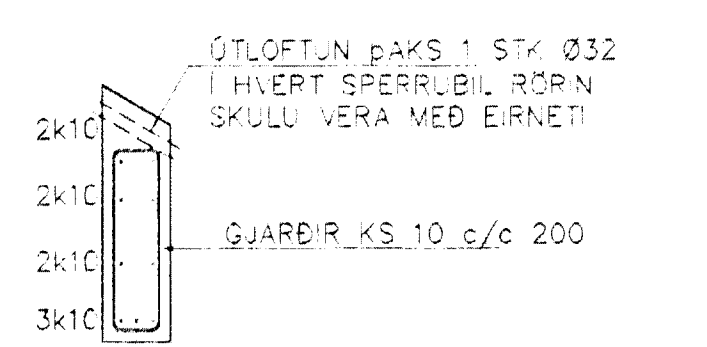 ÚTLOFTUN ÞAKS 1 STK Ø32
Í HVERT SPERRUBIL RÖRIN
SKULU VERA MEÐ EIRNETI
2k10
2k10
GJARÐIR KS 10 c/c 200
2k10
3k10